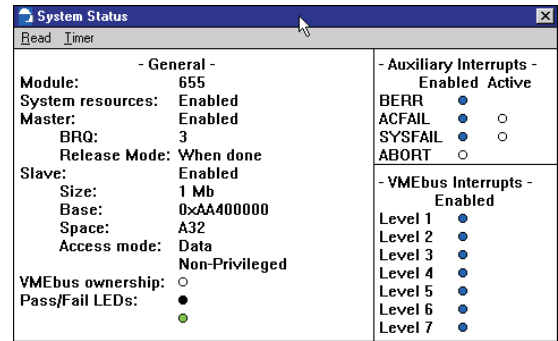 System Status
Read Timer
- General -
Module: 655
System resources: Enabled
Master: Enabled
BRQ: 3
Release Mode: When done
Slave: Enabled
Size: 1 Mb
Base: 0xAA400000
Space: A32
Access mode: Data
Non-Privileged
VMEbus ownership:
Pass/Fail LEDs:
- Auxiliary Interrupts -
Enabled Active
BERR
ACFAIL
SYSFAIL
ABORT
- VMEbus Interrupts -
Enabled
Level 1
Level 2
Level 3
Level 4
Level 5
Level 6
Level 7